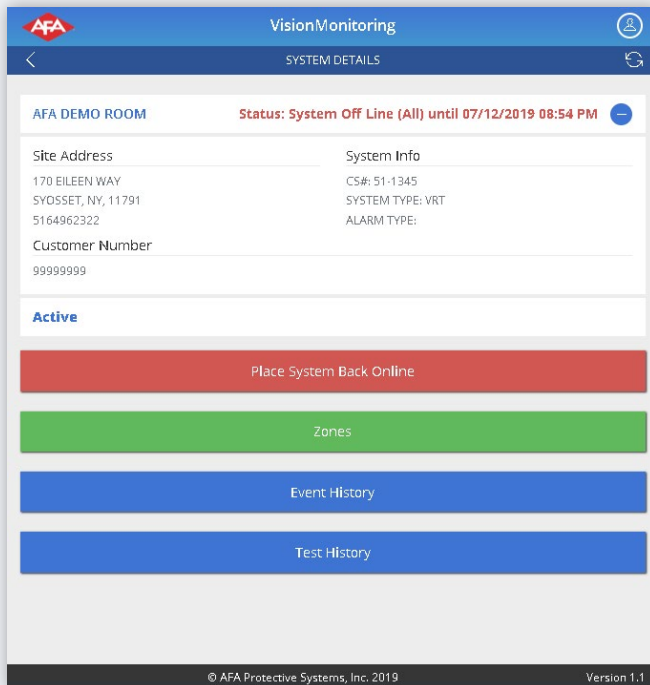 AFA
VisionMonitoring
SYSTEM DETAILS
AFA DEMO ROOM
Status: System Off Line (All) until 07/12/2019 08:54 PM
Site Address
170 EILEEN WAY
SYOSSET, NY, 11791
5164962322
System Info
CS#: 51-1345
SYSTEM TYPE: VRT
ALARM TYPE:
Customer Number
99999999
Active
Place System Back Online
Zones
Event History
Test History
© AFA Protective Systems, Inc. 2019
Version 1.1